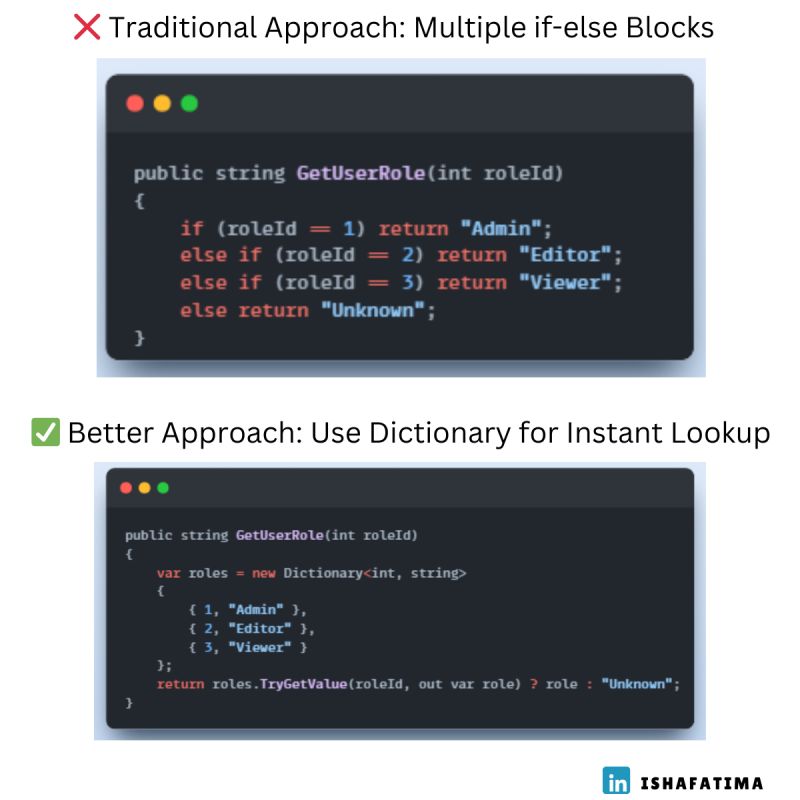 ❌ Traditional Approach: Multiple if-else Blocks
public string GetUserRole(int roleId)
{
    if (roleId == 1) return "Admin";
    else if (roleId == 2) return "Editor";
    else if (roleId == 3) return "Viewer";
    else return "Unknown";
}
✅ Better Approach: Use Dictionary for Instant Lookup
public string GetUserRole(int roleId)
{
    var roles = new Dictionary<int, string>
    {
        { 1, "Admin" },
        { 2, "Editor" },
        { 3, "Viewer" }
    };
    return roles.TryGetValue(roleId, out var role) ? role : "Unknown";
}
in ISHAFATIMA